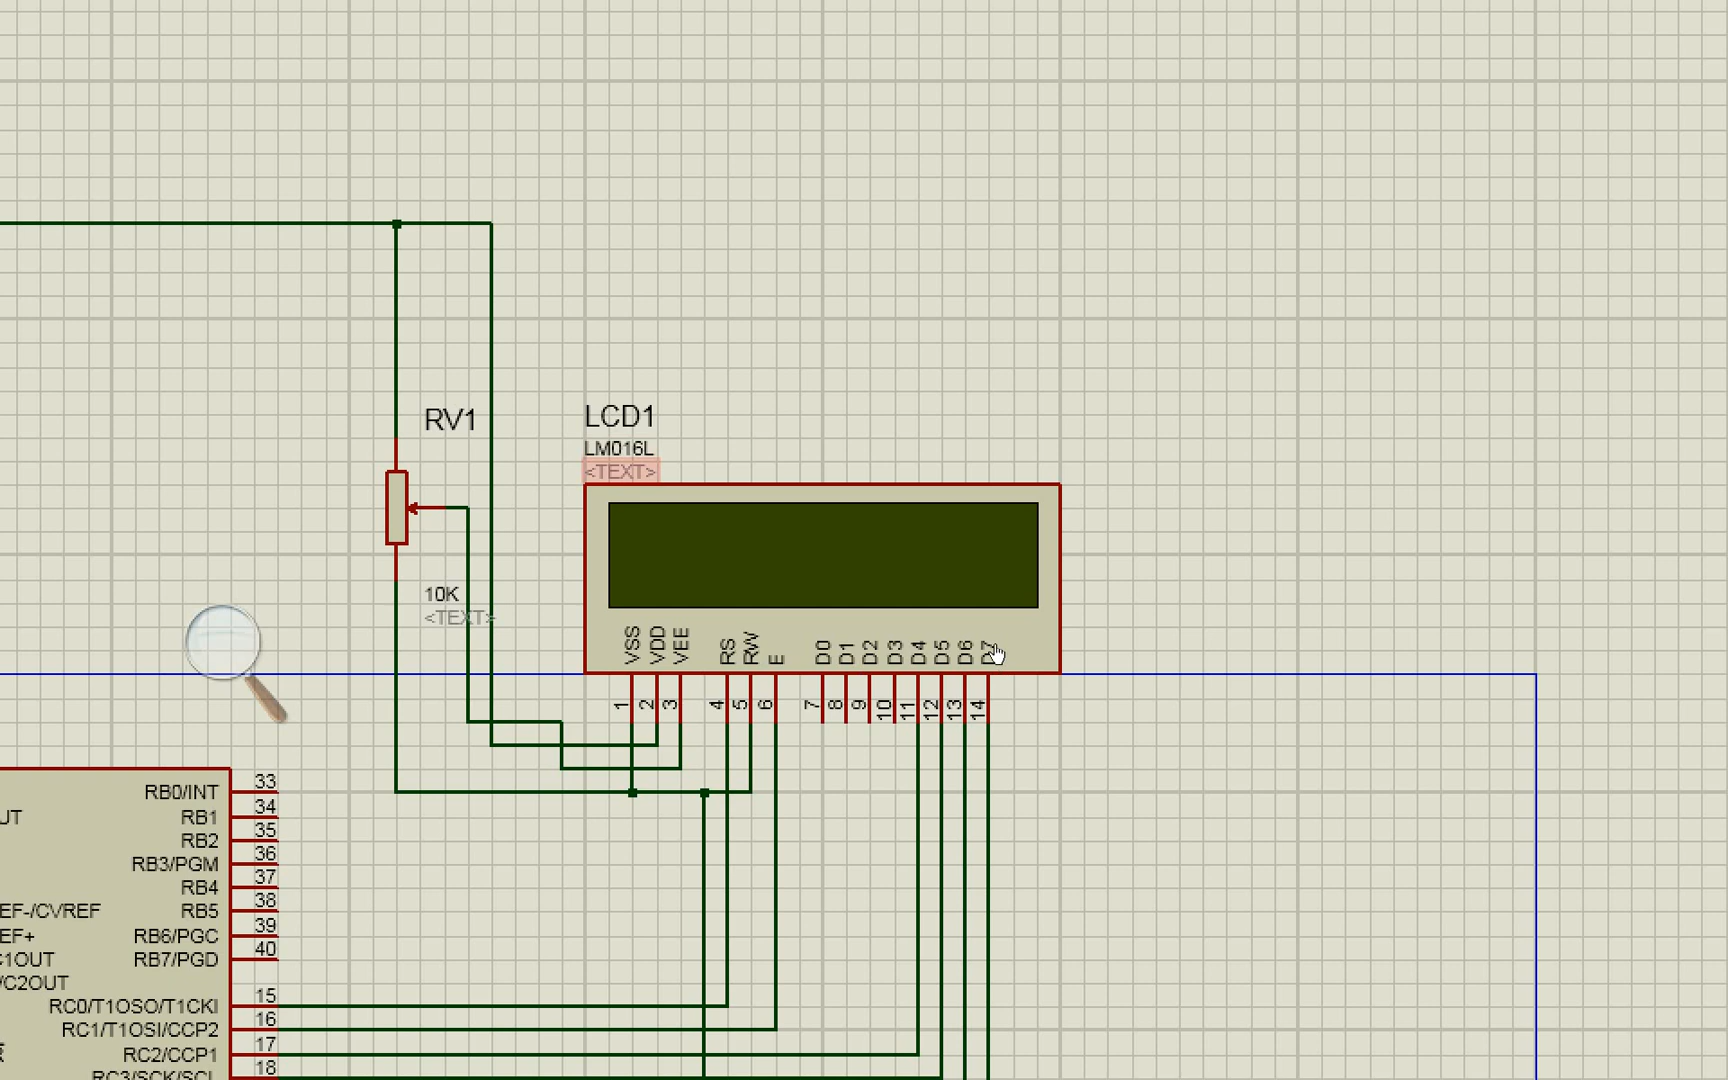 RV1
10K
<TEXT>
LCD1
LM016L
<TEXT>
VSS
VDD
VEE
RS
RW
E
D0
D1
D2
D3
D4
D5
D6
D7
1
2
3
4
5
6
7
8
9
10
11
12
13
14
RB0/INT 33
UT RB1 34
RB2 35
RB3/PGM 36
RB4 37
EF-/CVREF RB5 38
EF+ RB6/PGC 39
C1OUT RB7/PGD 40
/C2OUT
RC0/T1OSO/T1CKI 15
RC1/T1OSI/CCP2 16
RC2/CCP1 17
RC3/SCK/SCL 18